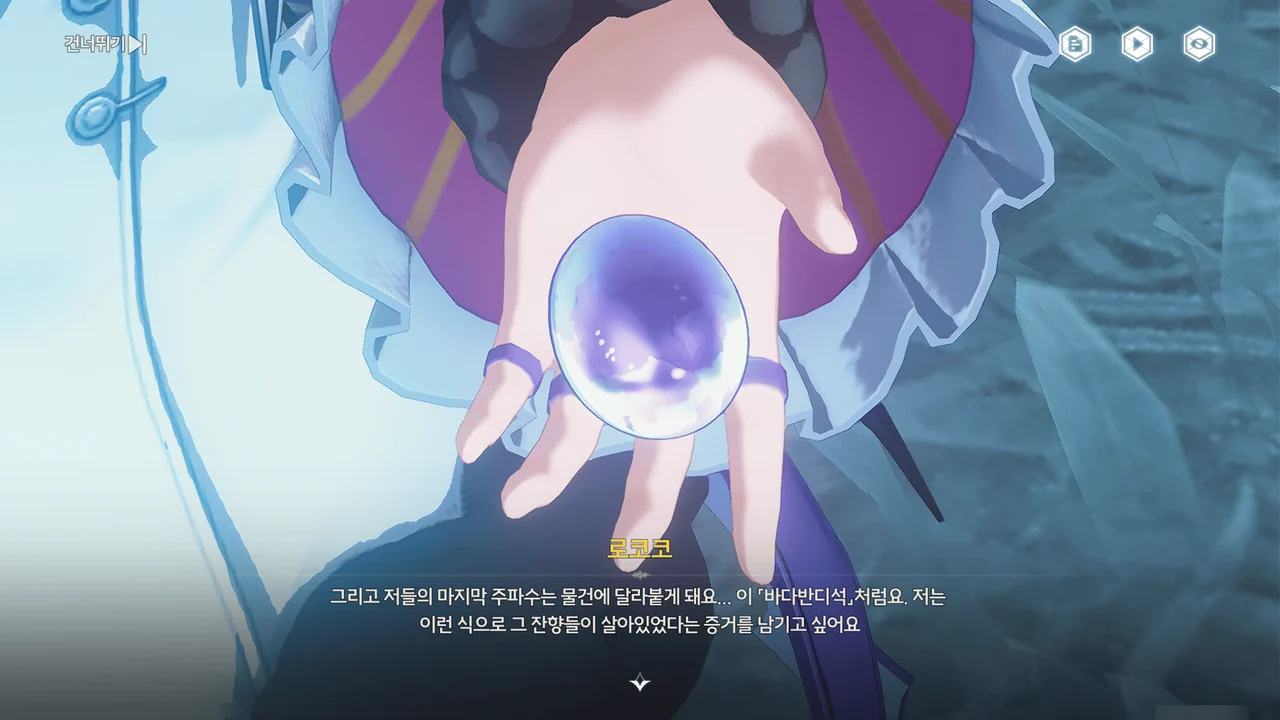 건너뛰기
로코코
그리고 저들의 마지막 주파수는 물건에 달라붙게 돼요... 이 「바다반디석」처럼요. 저는
이런 식으로 그 잔향들이 살아있었다는 증거를 남기고 싶어요